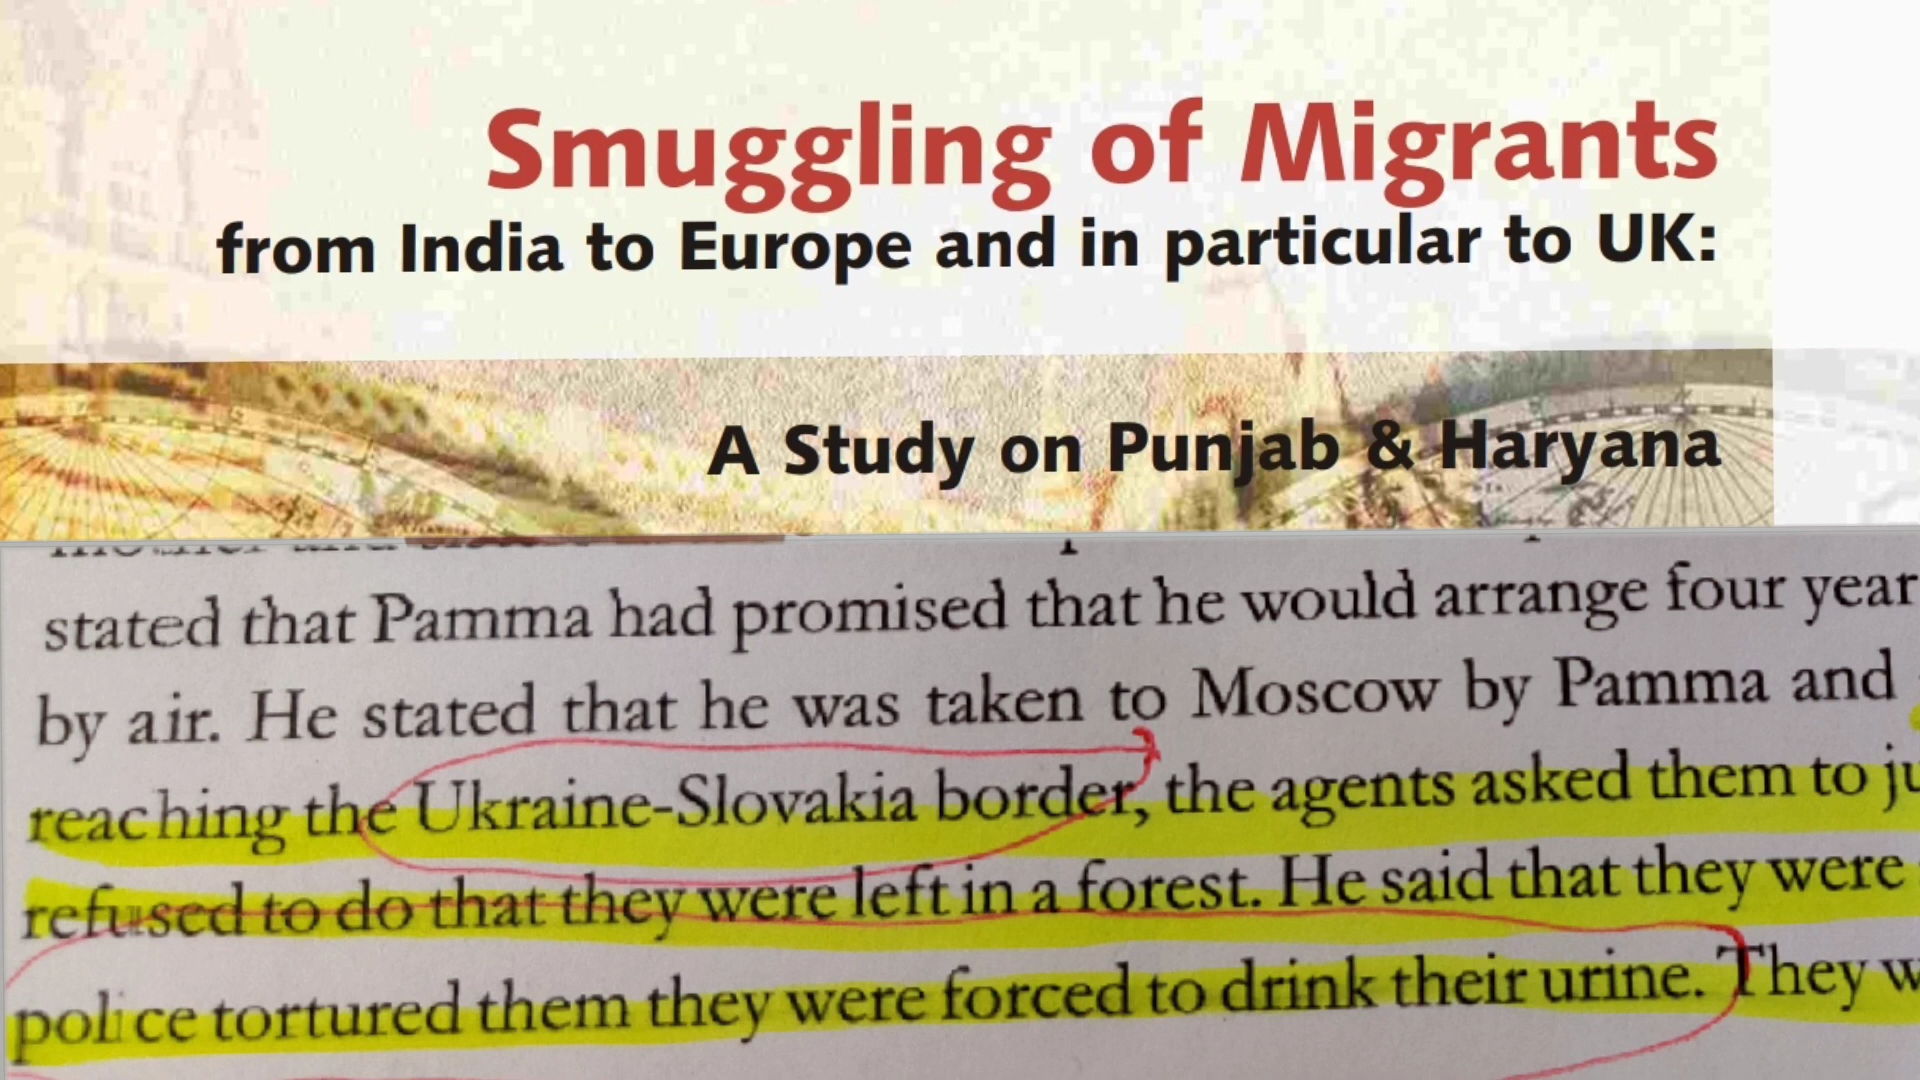 Smuggling of Migrants
from India to Europe and in particular to UK:
A Study on Punjab & Haryana
stated that Pamma had promised that he would arrange four year
by air. He stated that he was taken to Moscow by Pamma and
reaching the Ukraine-Slovakia border, the agents asked them to ju
refused to do that they were left in a forest. He said that they were
police tortured them they were forced to drink their urine. They w